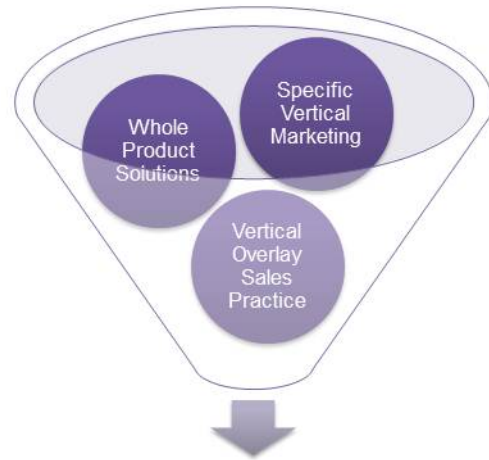 Specific
Vertical
Marketing
Whole
Product
Solutions
Vertical
Overlay
Sales
Practice